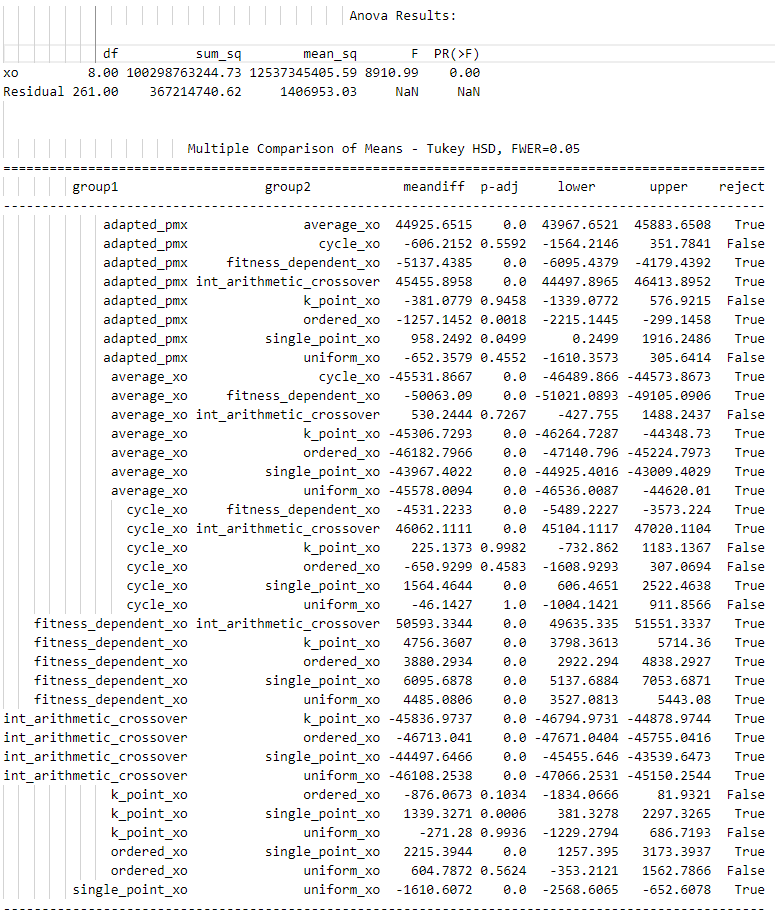 Anova Results:
df sum_sq mean_sq F PR(>F)
xo 8.00 100298763244.73 12537345405.59 8910.99 0.00
Residual 261.00 367214740.62 1406953.03 NaN NaN
Multiple Comparison of Means - Tukey HSD, FWER=0.05
====================================================================================================
group1 group2 meandiff p-adj lower upper reject
----------------------------------------------------------------------------------------------------
adapted_pmx average_xo 44925.6515 0.0 43967.6521 45883.6508 True
adapted_pmx cycle_xo -606.2152 0.5592 -1564.2146 351.7841 False
adapted_pmx fitness_dependent_xo -5137.4385 0.0 -6095.4379 -4179.4392 True
adapted_pmx int_arithmetic_crossover 45455.8958 0.0 44497.8965 46413.8952 True
adapted_pmx k_point_xo -381.0779 0.9458 -1339.0772 576.9215 False
adapted_pmx ordered_xo -1257.1452 0.0018 -2215.1445 -299.1458 True
adapted_pmx single_point_xo 958.2492 0.0499 0.2499 1916.2486 True
adapted_pmx uniform_xo -652.3579 0.4552 -1610.3573 305.6414 False
average_xo cycle_xo -45531.8667 0.0 -46489.866 -44573.8673 True
average_xo fitness_dependent_xo -50063.09 0.0 -51021.0893 -49105.0906 True
average_xo int_arithmetic_crossover 530.2444 0.7267 -427.755 1488.2437 False
average_xo k_point_xo -45306.7293 0.0 -46264.7287 -44348.73 True
average_xo ordered_xo -46182.7966 0.0 -47140.796 -45224.7973 True
average_xo single_point_xo -43967.4022 0.0 -44925.4016 -43009.4029 True
average_xo uniform_xo -45578.0094 0.0 -46536.0087 -44620.01 True
cycle_xo fitness_dependent_xo -4531.2233 0.0 -5489.2227 -3573.224 True
cycle_xo int_arithmetic_crossover 46062.1111 0.0 45104.1117 47020.1104 True
cycle_xo k_point_xo 225.1373 0.9982 -732.862 1183.1367 False
cycle_xo ordered_xo -650.9299 0.4583 -1608.9293 307.0694 False
cycle_xo single_point_xo 1564.4644 0.0 606.4651 2522.4638 True
cycle_xo uniform_xo -46.1427 1.0 -1004.1421 911.8566 False
fitness_dependent_xo int_arithmetic_crossover 50593.3344 0.0 49635.335 51551.3337 True
fitness_dependent_xo k_point_xo 4756.3607 0.0 3798.3613 5714.36 True
fitness_dependent_xo ordered_xo 3880.2934 0.0 2922.294 4838.2927 True
fitness_dependent_xo single_point_xo 6095.6878 0.0 5137.6884 7053.6871 True
fitness_dependent_xo uniform_xo 4485.0806 0.0 3527.0813 5443.08 True
int_arithmetic_crossover k_point_xo -45836.9737 0.0 -46794.9731 -44878.9744 True
int_arithmetic_crossover ordered_xo -46713.041 0.0 -47671.0404 -45755.0416 True
int_arithmetic_crossover single_point_xo -44497.6466 0.0 -45455.646 -43539.6473 True
int_arithmetic_crossover uniform_xo -46108.2538 0.0 -47066.2531 -45150.2544 True
k_point_xo ordered_xo -876.0673 0.1034 -1834.0666 81.9321 False
k_point_xo single_point_xo 1339.3271 0.0006 381.3278 2297.3265 True
k_point_xo uniform_xo -271.28 0.9936 -1229.2794 686.7193 False
ordered_xo single_point_xo 2215.3944 0.0 1257.395 3173.3937 True
ordered_xo uniform_xo 604.7872 0.5624 -353.2121 1562.7866 False
single_point_xo uniform_xo -1610.6072 0.0 -2568.6065 -652.6078 True
----------------------------------------------------------------------------------------------------